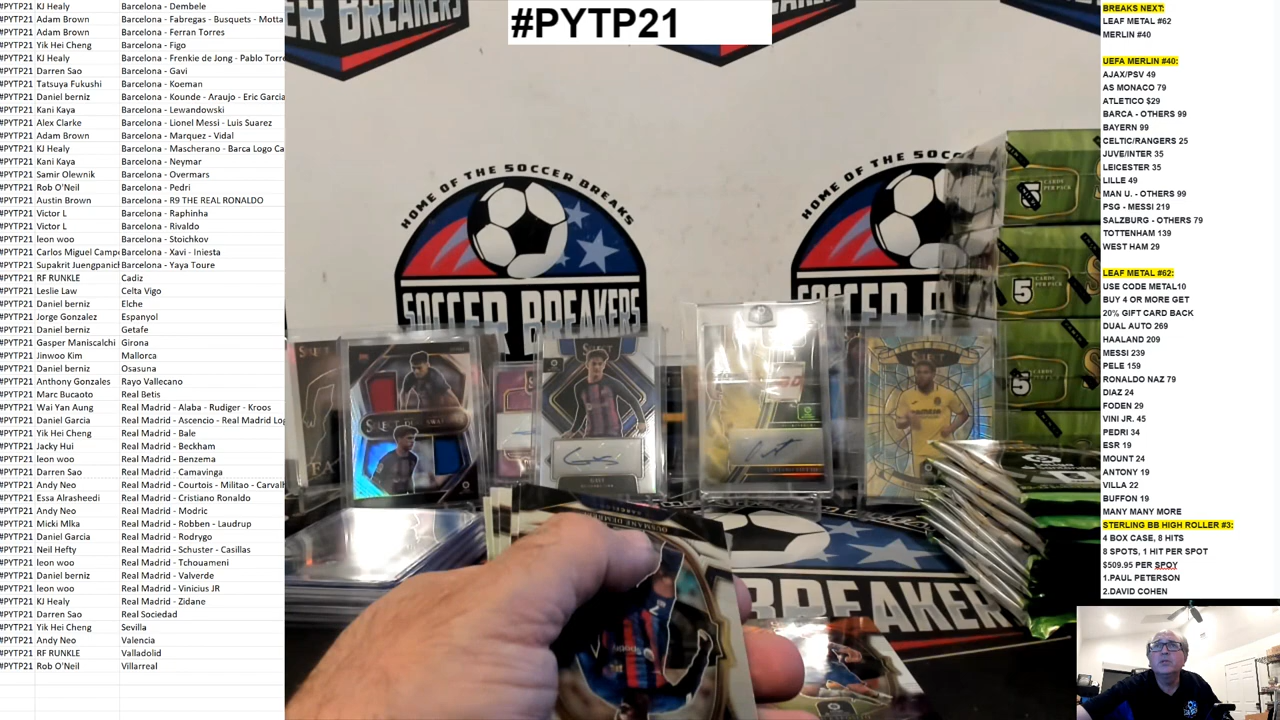 #PYTP21
#PYTP21 KJ Healy Barcelona - Dembele
#PYTP21 Adam Brown Barcelona - Fabregas - Busquets - Motta
#PYTP21 Adam Brown Barcelona - Ferran Torres
#PYTP21 Yik Hei Cheng Barcelona - Figo
#PYTP21 KJ Healy Barcelona - Frenkie de Jong - Pablo Torre
#PYTP21 Darren Sao Barcelona - Gavi
#PYTP21 Tatsuya Fukushi Barcelona - Koeman
#PYTP21 Daniel berniz Barcelona - Kounde - Araujo - Eric Garcia
#PYTP21 Kani Kaya Barcelona - Lewandowski
#PYTP21 Alex Clarke Barcelona - Lionel Messi - Luis Suarez
#PYTP21 Adam Brown Barcelona - Marquez - Vidal
#PYTP21 KJ Healy Barcelona - Mascherano - Barca Logo Ca
#PYTP21 Kani Kaya Barcelona - Neymar
#PYTP21 Samir Olewnik Barcelona - Overmars
#PYTP21 Rob O'Neil Barcelona - Pedri
#PYTP21 Austin Brown Barcelona - R9 THE REAL RONALDO
#PYTP21 Victor L Barcelona - Raphinha
#PYTP21 Victor L Barcelona - Rivaldo
#PYTP21 leon woo Barcelona - Stoichkov
#PYTP21 Carlos Miguel Campo Barcelona - Xavi - Iniesta
#PYTP21 Supakrit Juengpanich Barcelona - Yaya Toure
#PYTP21 RF RUNKLE Cadiz
#PYTP21 Leslie Law Celta Vigo
#PYTP21 Daniel berniz Elche
#PYTP21 Jorge Gonzalez Espanyol
#PYTP21 Daniel berniz Getafe
#PYTP21 Gasper Maniscalchi Girona
#PYTP21 Jinwoo Kim Mallorca
#PYTP21 Daniel berniz Osasuna
#PYTP21 Anthony Gonzales Rayo Vallecano
#PYTP21 Marc Bucaoto Real Betis
#PYTP21 Wai Yan Aung Real Madrid - Alaba - Rudiger - Kroos
#PYTP21 Daniel Garcia Real Madrid - Ascencio - Real Madrid Log
#PYTP21 Yik Hei Cheng Real Madrid - Bale
#PYTP21 Jacky Hui Real Madrid - Beckham
#PYTP21 leon woo Real Madrid - Benzema
#PYTP21 Darren Sao Real Madrid - Camavinga
#PYTP21 Andy Neo Real Madrid - Courtois - Militao - Carvalh
#PYTP21 Essa Alrasheedi Real Madrid - Cristiano Ronaldo
#PYTP21 Andy Neo Real Madrid - Modric
#PYTP21 Micki Mlka Real Madrid - Robben - Laudrup
#PYTP21 Daniel Garcia Real Madrid - Rodrygo
#PYTP21 Neil Hefty Real Madrid - Schuster - Casillas
#PYTP21 leon woo Real Madrid - Tchouameni
#PYTP21 Daniel berniz Real Madrid - Valverde
#PYTP21 leon woo Real Madrid - Vinicius JR
#PYTP21 KJ Healy Real Madrid - Zidane
#PYTP21 Darren Sao Real Sociedad
#PYTP21 Yik Hei Cheng Sevilla
#PYTP21 Andy Neo Valencia
#PYTP21 RF RUNKLE Valladolid
#PYTP21 Rob O'Neil Villarreal
BREAKERS
HOME OF THE SOCCER BREAKS
SOCCER BREAKERS
HOME OF THE SOCC
SOCCER B
SELECT
OUSMANE DEMBELE
BREAKER
5 CARDS PER PACK
5
5
BREAKS NEXT:
LEAF METAL #62
MERLIN #40
UEFA MERLIN #40:
AJAX/PSV 49
AS MONACO 79
ATLETICO $29
BARCA - OTHERS 99
BAYERN 99
CELTIC/RANGERS 25
JUVE/INTER 35
LEICESTER 35
LILLE 49
MAN U. - OTHERS 99
PSG - MESSI 219
SALZBURG - OTHERS 79
TOTTENHAM 139
WEST HAM 29
LEAF METAL #62:
USE CODE METAL10
BUY 4 OR MORE GET
20% GIFT CARD BACK
DUAL AUTO 269
HAALAND 209
MESSI 239
PELE 159
RONALDO NAZ 79
DIAZ 24
FODEN 29
VINI JR. 45
PEDRI 34
ESR 19
MOUNT 24
ANTONY 19
VILLA 22
BUFFON 19
MANY MANY MORE
STERLING BB HIGH ROLLER #3:
4 BOX CASE, 8 HITS
8 SPOTS, 1 HIT PER SPOT
$509.95 PER SPOY
1.PAUL PETERSON
2.DAVID COHEN